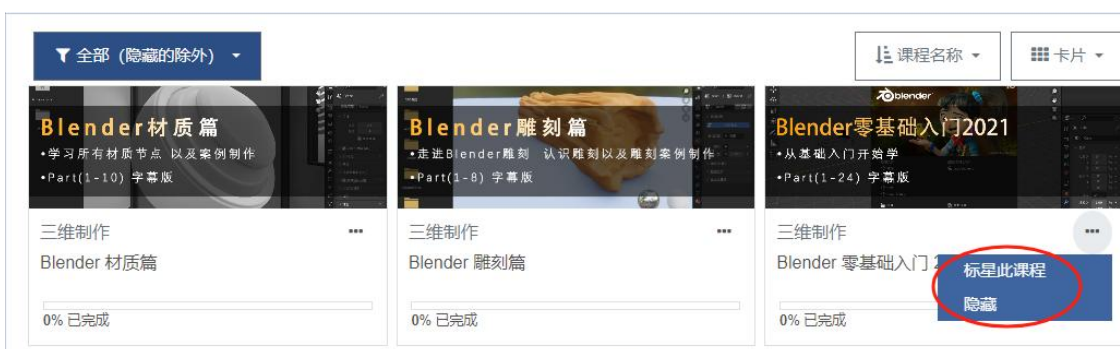 全部（隐藏的除外）
课程名称
卡片
Blender材质篇
•学习所有材质节点 以及案例制作
•Part(1-10) 字幕版
Blender雕刻篇
•走进Blender雕刻 认识雕刻以及雕刻案例制作
•Part(1-8) 字幕版
blender
Blender零基础入门2021
•从基础入门开始学
•Part(1-24) 字幕版
三维制作
Blender 材质篇
0% 已完成
三维制作
Blender 雕刻篇
0% 已完成
三维制作
Blender 零基础入门
标星此课程
隐藏
0% 已完成